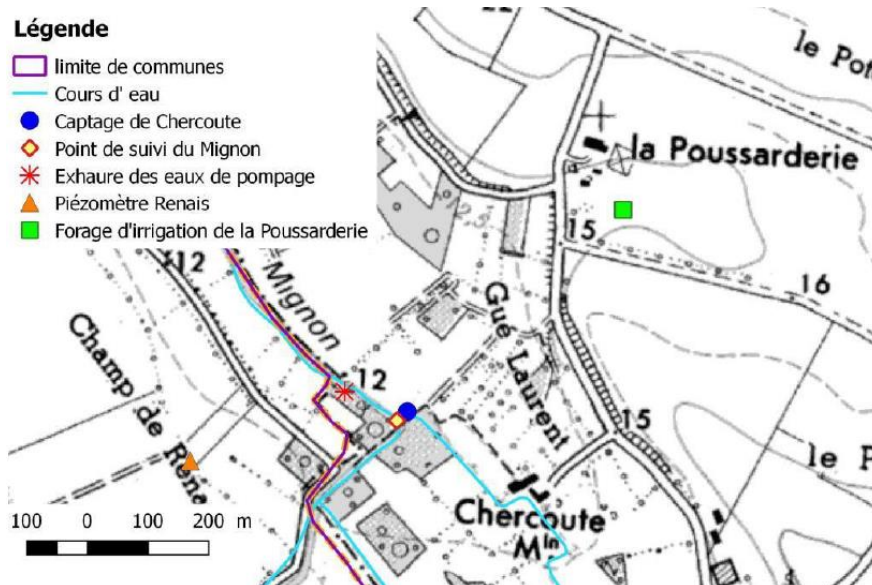 Légende
limite de communes
Cours d' eau
Captage de Chercoute
Point de suivi du Mignon
Exhaure des eaux de pompage
Piézomètre Renais
Forage d'irrigation de la Poussarderie
le Pot
la Poussarderie
15
16
12
Mignon
12
Gué
Laurent
Champ de
Rena
15
le P
Chercoute
Mln
100 0 100 200 m